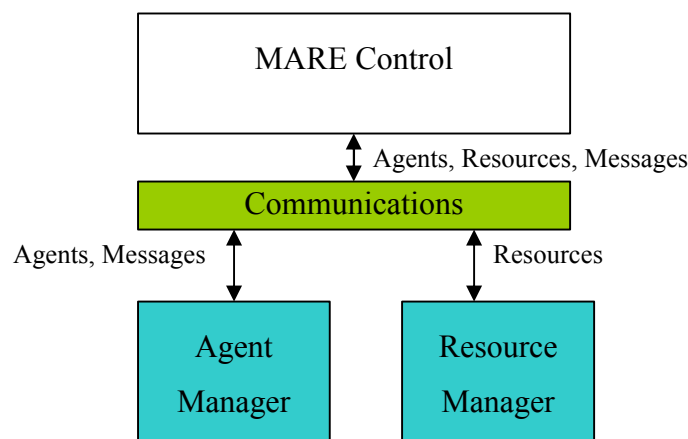 MARE Control
Agents, Resources, Messages
Communications
Agents, Messages
Resources
Agent
Manager
Resource
Manager